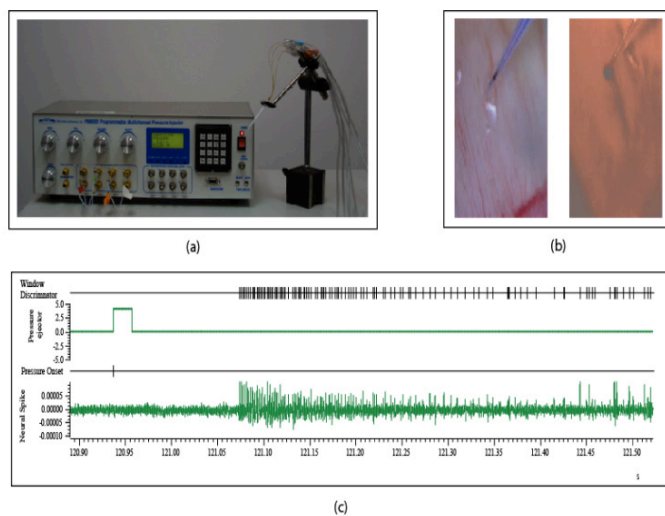 (a)
(b)
Window
Discriminator
Pressure
ejector
5.0
2.5
0.0
-2.5
-5.0
Pressure Onset
Neural Spike
0.00005
0.00000
-0.00005
-0.00010
120.90 120.95 121.00 121.05 121.10 121.15 121.20 121.25 121.30 121.35 121.40 121.45 121.50
s
(c)